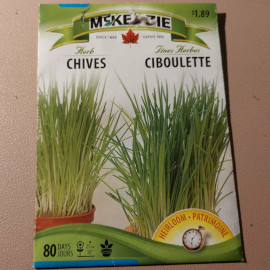 McKENZIE
$1.89
SINCE 1896
DEPUIS 1896
Herb
Fines Herbes
CHIVES
CIBOULETTE
80 DAYS
JOURS
HEIRLOOM • PATRIMOINE